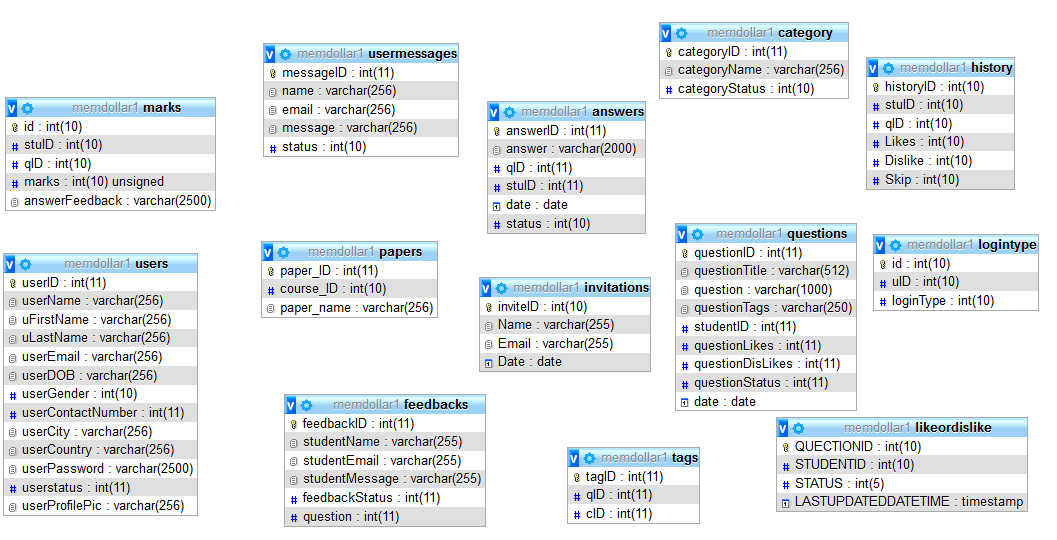 memdollar1 marks
id : int(10)
stuID : int(10)
qID : int(10)
marks : int(10) unsigned
answerFeedback : varchar(2500)
memdollar1 usermessages
messageID : int(11)
name : varchar(256)
email : varchar(256)
message : varchar(256)
status : int(10)
memdollar1 answers
answerID : int(11)
answer : varchar(2000)
qID : int(11)
stuID : int(11)
date : date
status : int(10)
memdollar1 category
categoryID : int(11)
categoryName : varchar(256)
categoryStatus : int(10)
memdollar1 history
historyID : int(10)
stuID : int(10)
qID : int(10)
Likes : int(10)
Dislike : int(10)
Skip : int(10)
memdollar1 users
userID : int(11)
userName : varchar(256)
uFirstName : varchar(256)
uLastName : varchar(256)
userEmail : varchar(256)
userDOB : varchar(256)
userGender : int(10)
userContactNumber : int(11)
userCity : varchar(256)
userCountry : varchar(256)
userPassword : varchar(2500)
userstatus : int(11)
userProfilePic : varchar(256)
memdollar1 papers
paper_ID : int(11)
course_ID : int(10)
paper_name : varchar(256)
memdollar1 invitations
inviteID : int(10)
Name : varchar(255)
Email : varchar(255)
Date : date
memdollar1 questions
questionID : int(11)
questionTitle : varchar(512)
question : varchar(1000)
questionTags : varchar(250)
studentID : int(11)
questionLikes : int(11)
questionDisLikes : int(11)
questionStatus : int(11)
date : date
memdollar1 logintype
id : int(10)
uID : int(10)
loginType : int(10)
memdollar1 feedbacks
feedbackID : int(11)
studentName : varchar(255)
studentEmail : varchar(255)
studentMessage : varchar(255)
feedbackStatus : int(11)
question : int(11)
memdollar1 tags
tagID : int(11)
qID : int(11)
cID : int(11)
memdollar1 likeordislike
QUECTIONID : int(10)
STUDENTID : int(10)
STATUS : int(5)
LASTUPDATEDDATETIME : timestamp